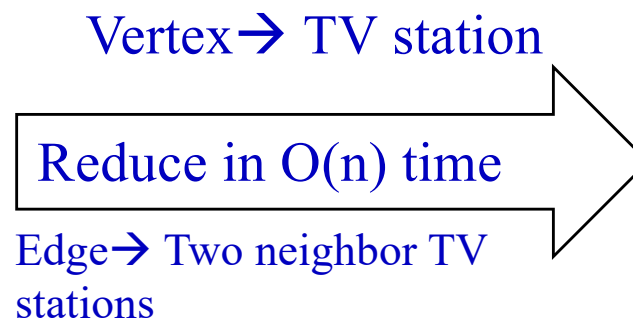 Vertex→ TV station
Reduce in O(n) time
Edge→ Two neighbor TV
stations